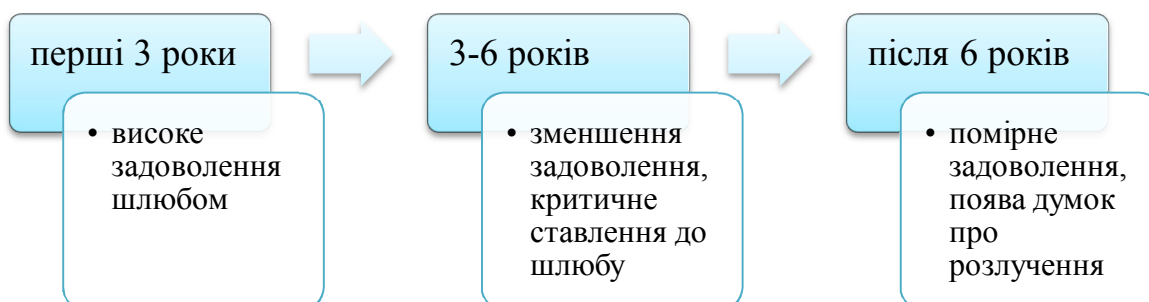 перші 3 роки
• високе
задоволення
шлюбом
3-6 років
• зменшення
задоволення,
критичне
ставлення до
шлюбу
після 6 років
• помірне
задоволення,
поява думок
про
розлучення